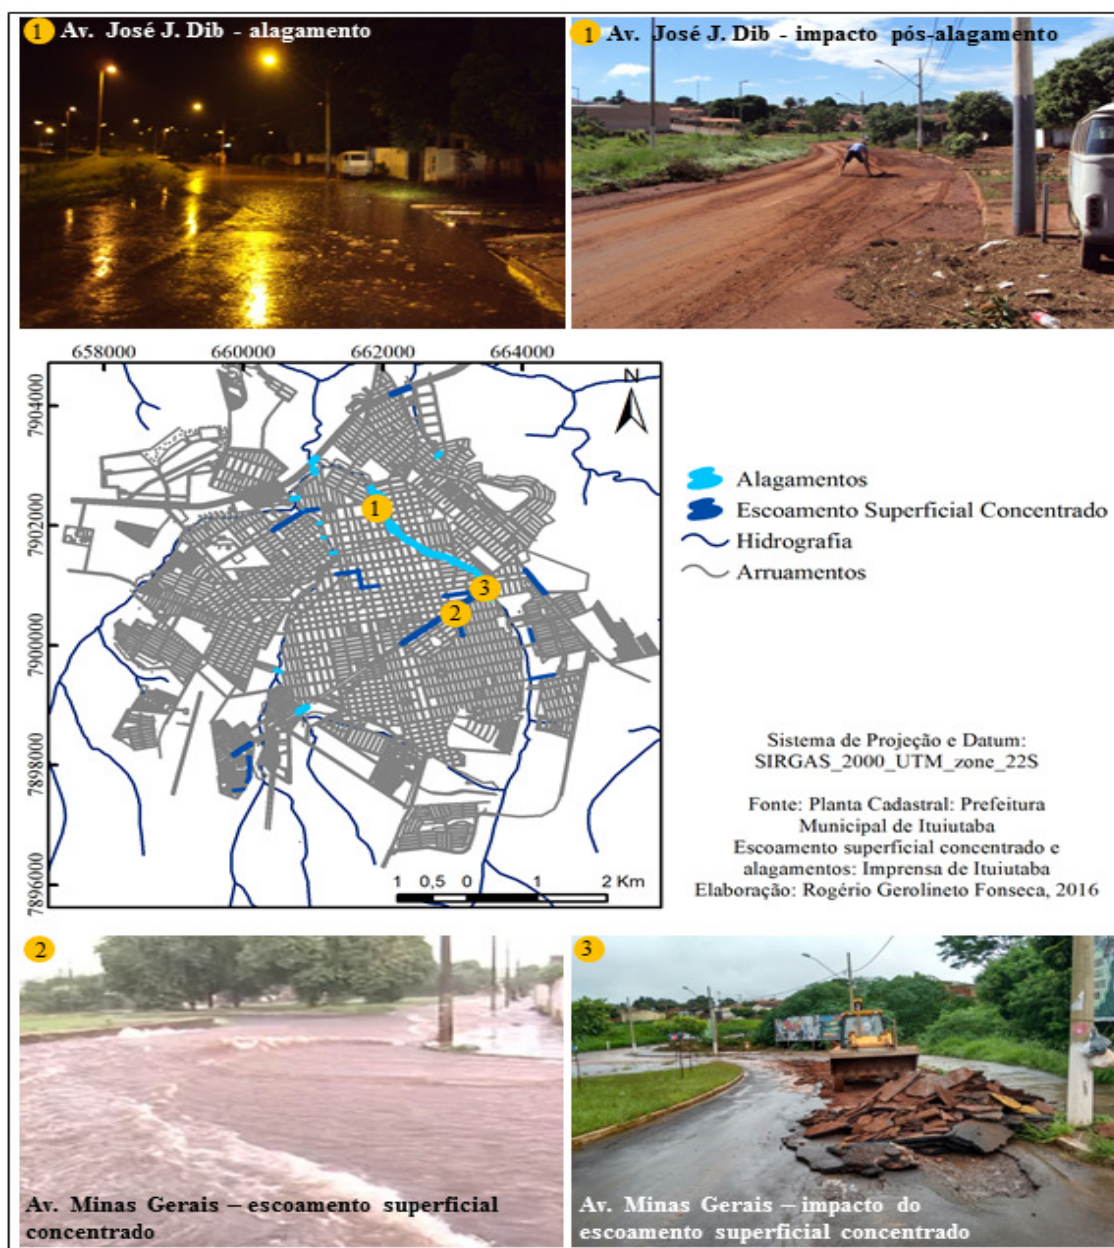 1 Av. José J. Dib - alagamento
1 Av. José J. Dib - impacto pós-alagamento
658000 660000 662000 664000
7904000
7902000
7900000
7898000
7896000
N
1
3
2
1 0,5 0 1 2 Km
Alagamentos
Escoamento Superficial Concentrado
Hidrografia
Arruamentos
Sistema de Projeção e Datum:
SIRGAS_2000_UTM_zone_22S
Fonte: Planta Cadastral: Prefeitura
Municipal de Ituiutaba
Escoamento superficial concentrado e
alagamentos: Imprensa de Ituiutaba
Elaboração: Rogério Gerolineto Fonseca, 2016
2
Av. Minas Gerais – escoamento superficial
concentrado
3
Av. Minas Gerais – impacto do
escoamento superficial concentrado